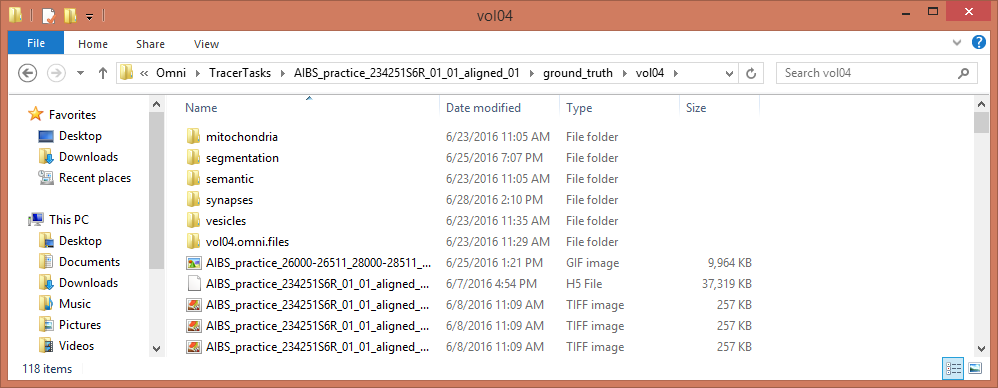 vol04
File Home Share View
« Omni TracerTasks AIBS_practice_234251S6R_01_01_aligned_01 ground_truth vol04 Search vol04
Name Date modified Type Size
Favorites
Desktop
Downloads
Recent places
This PC
Desktop
Documents
Downloads
Music
Pictures
Videos
mitochondria 6/23/2016 11:05 AM File folder
segmentation 6/25/2016 7:07 PM File folder
semantic 6/23/2016 11:05 AM File folder
synapses 6/28/2016 2:10 PM File folder
vesicles 6/23/2016 11:35 AM File folder
vol04.omni.files 6/23/2016 11:29 AM File folder
AIBS_practice_26000-26511_28000-28511_... 6/25/2016 1:21 PM GIF image 9,964 KB
AIBS_practice_234251S6R_01_01_aligned_... 6/7/2016 4:54 PM H5 File 37,319 KB
AIBS_practice_234251S6R_01_01_aligned_... 6/8/2016 11:09 AM TIFF image 257 KB
AIBS_practice_234251S6R_01_01_aligned_... 6/8/2016 11:09 AM TIFF image 257 KB
AIBS_practice_234251S6R_01_01_aligned_... 6/8/2016 11:09 AM TIFF image 257 KB
118 items